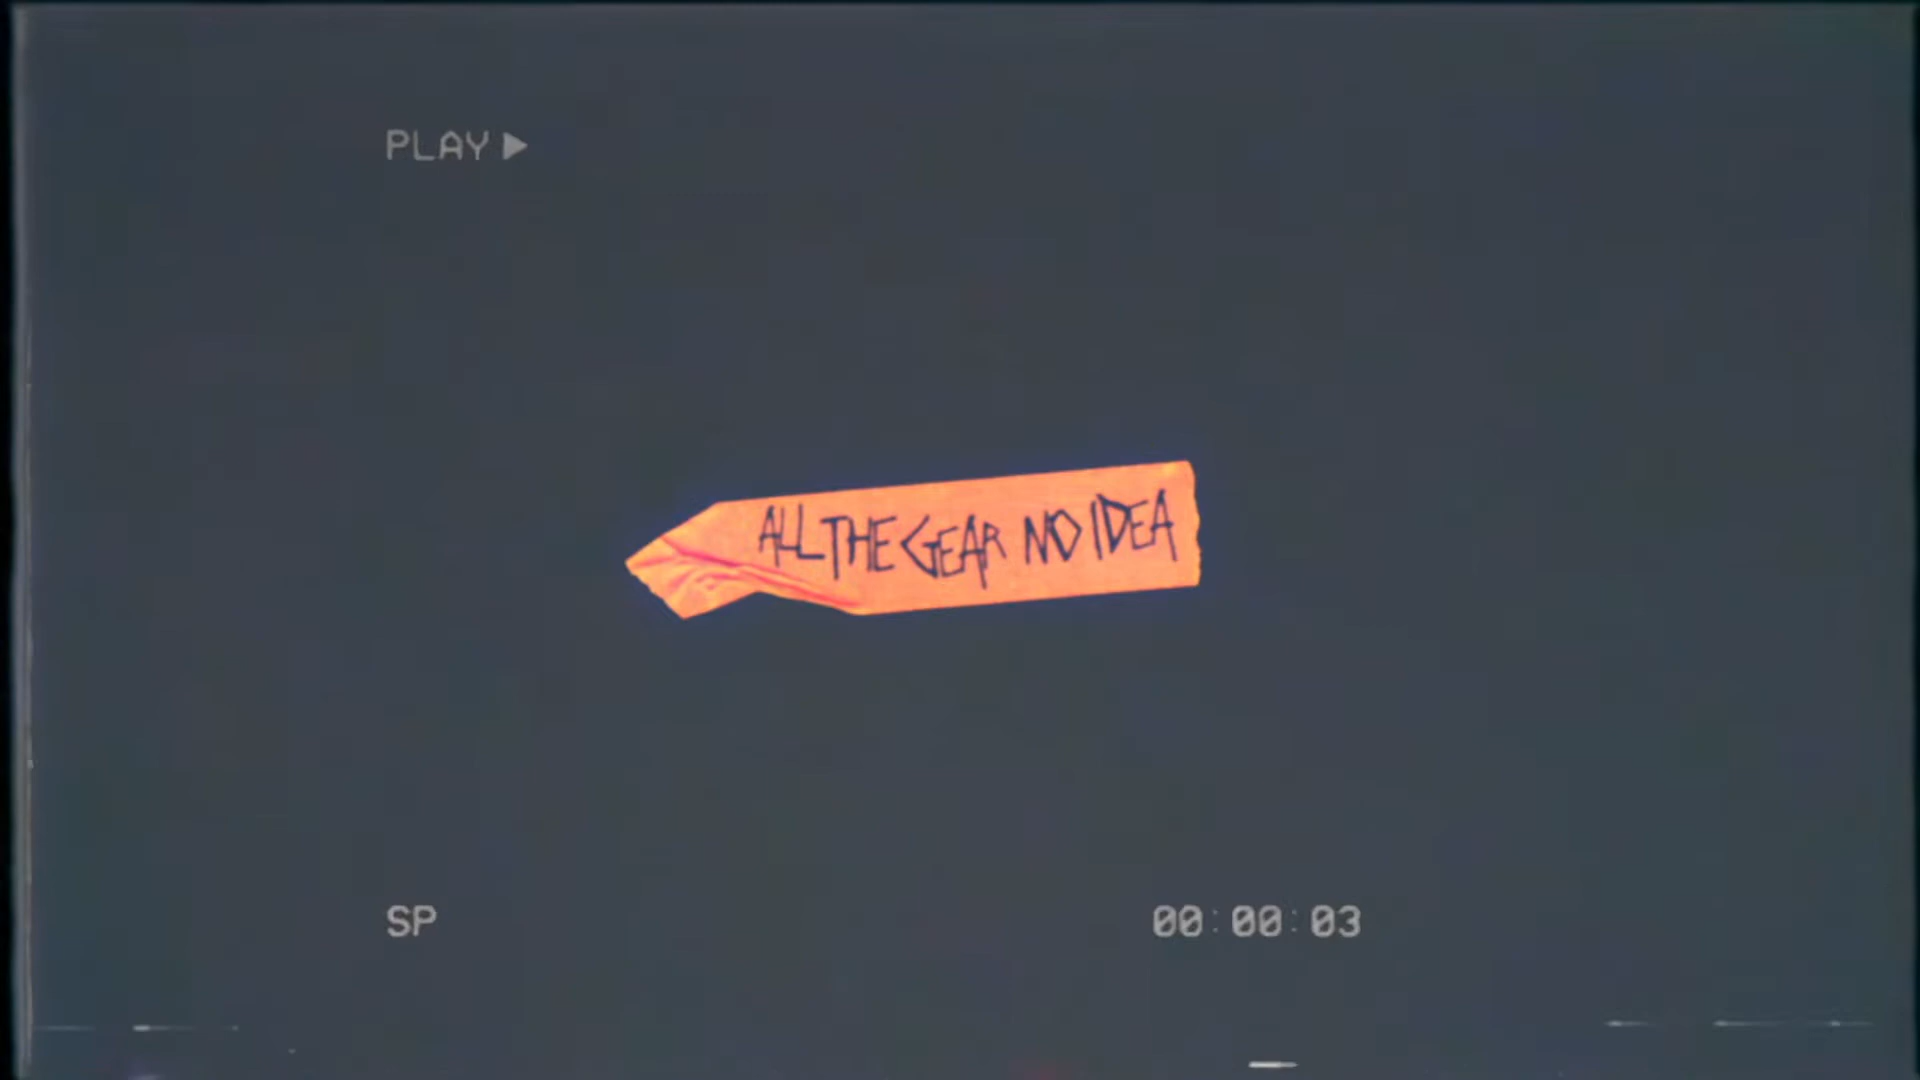 PLAY ▶
ALL THE GEAR NO IDEA
SP
00:00:03